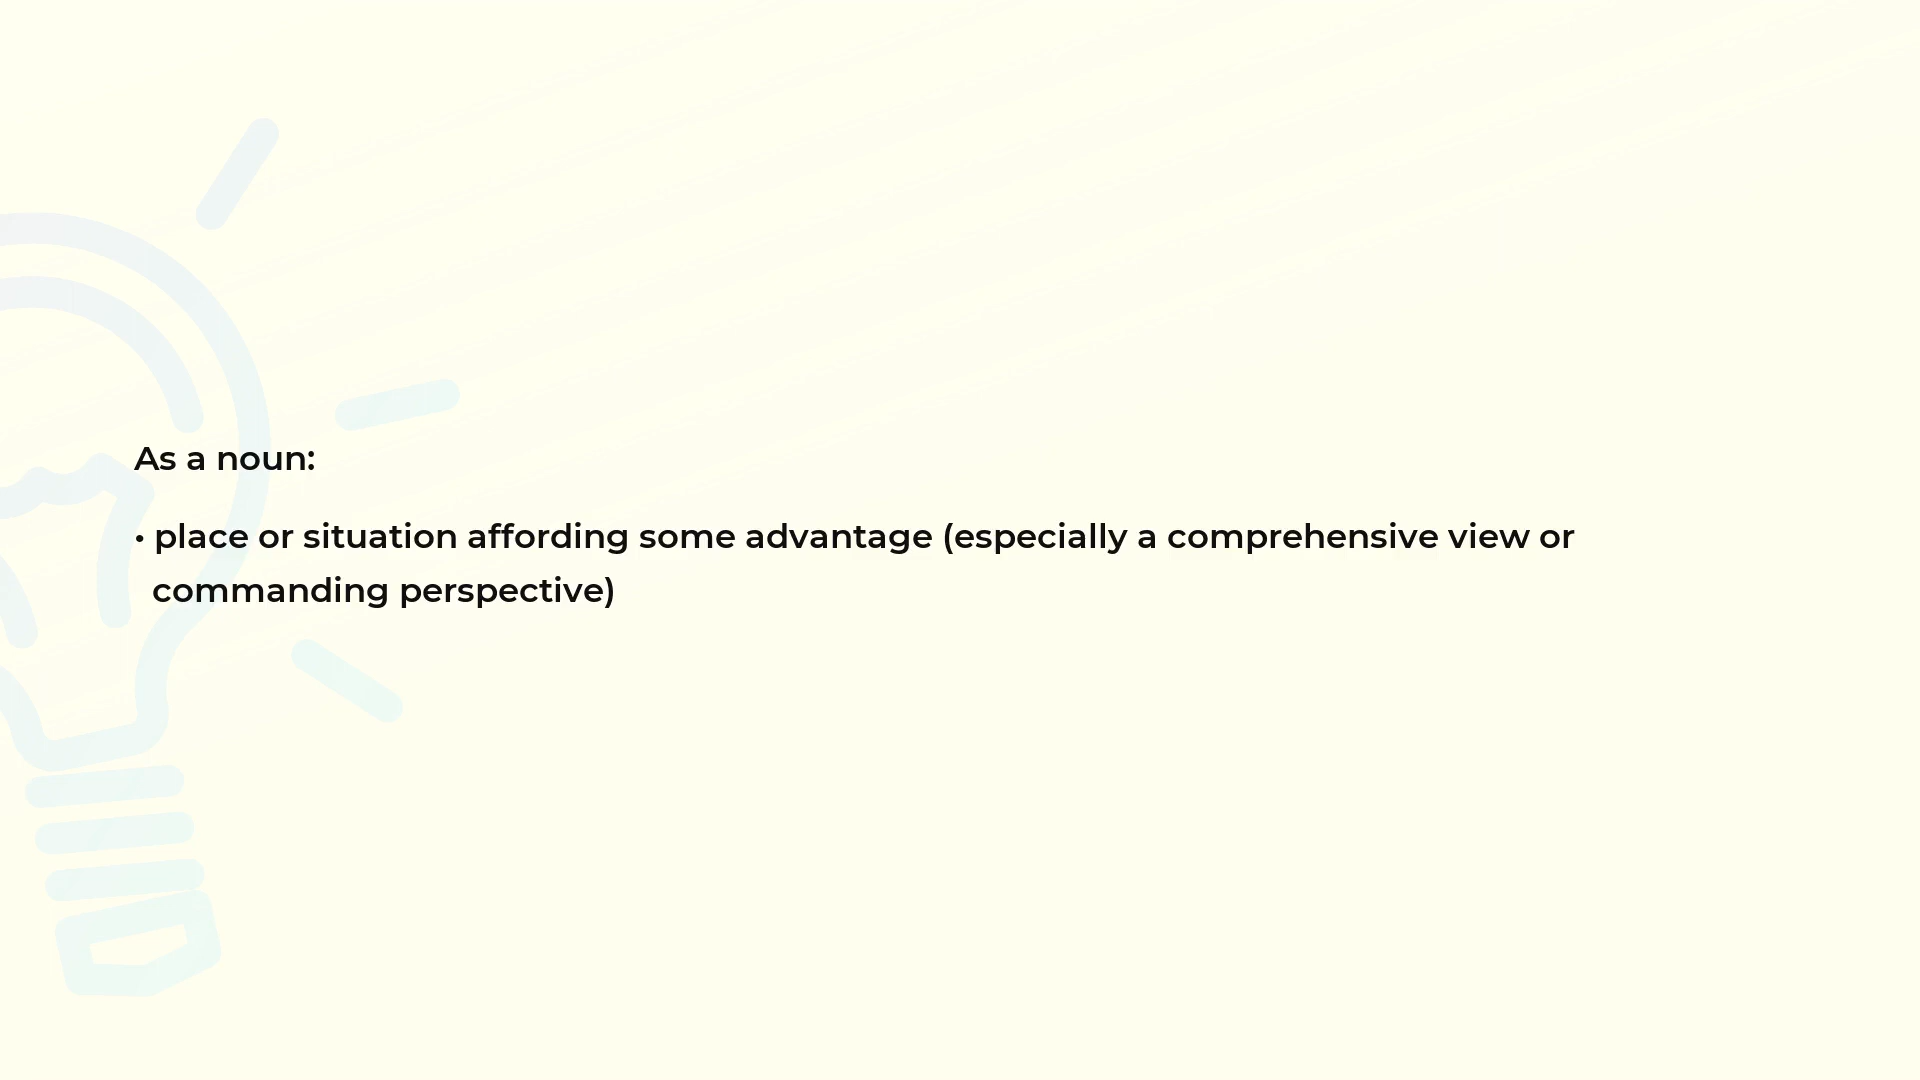 As a noun:
• place or situation affording some advantage (especially a comprehensive view or
commanding perspective)